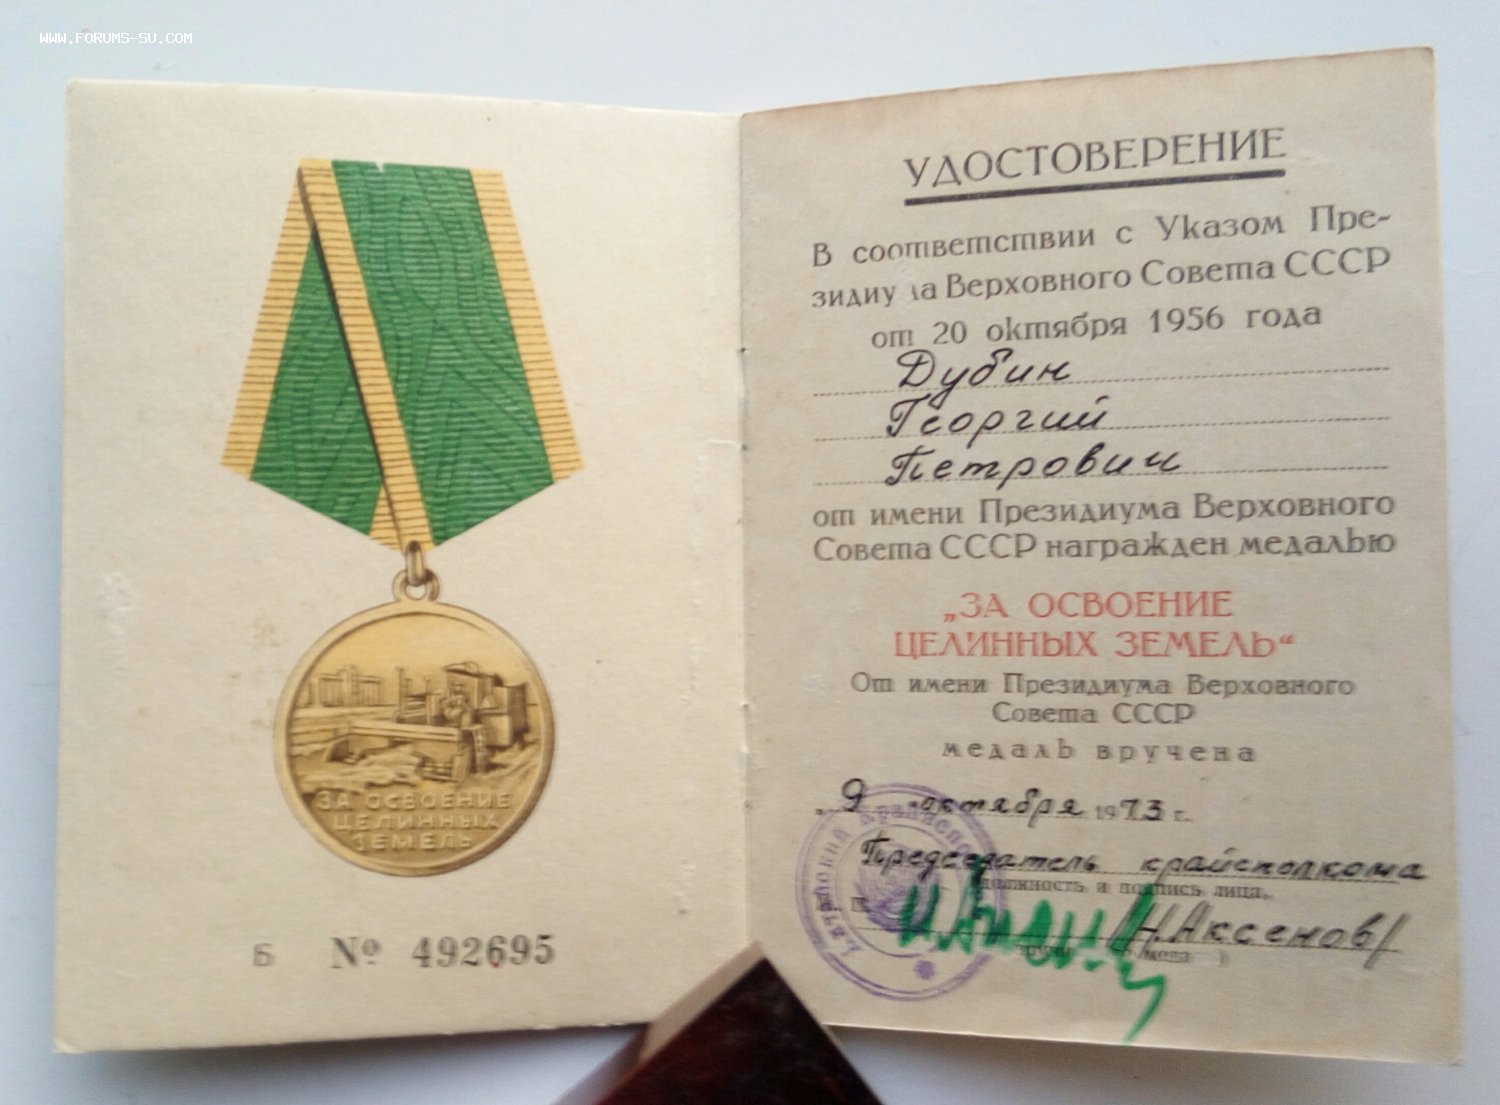 WWW.FORUMS-SU.COM
ЗА ОСВОЕНИЕ
ЦЕЛИННЫХ
ЗЕМЕЛЬ
Б № 492695
УДОСТОВЕРЕНИЕ
В соответствии с Указом Пре-
зидиума Верховного Совета СССР
от 20 октября 1956 года
Дубин
Георгий
Петрович
от имени Президиума Верховного
Совета СССР награжден медалью
„ЗА ОСВОЕНИЕ
ЦЕЛИННЫХ ЗЕМЕЛЬ“
От имени Президиума Верховного
Совета СССР
медаль вручена
„9 октября 1973 г.
Председатель крайисполкома
должность и подпись лица,
/Н.Аксенов/